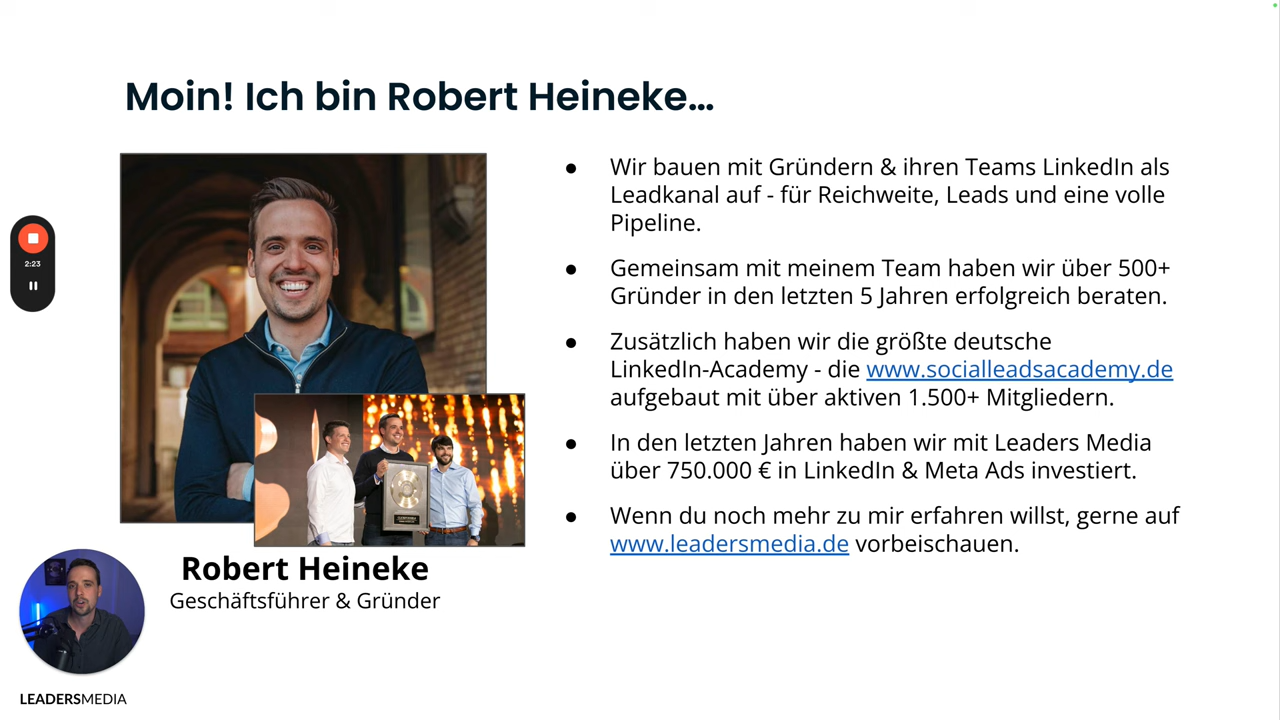 Moin! Ich bin Robert Heineke...
2:23
● Wir bauen mit Gründern & ihren Teams LinkedIn als
Leadkanal auf - für Reichweite, Leads und eine volle
Pipeline.
● Gemeinsam mit meinem Team haben wir über 500+
Gründer in den letzten 5 Jahren erfolgreich beraten.
● Zusätzlich haben wir die größte deutsche
LinkedIn-Academy - die www.socialleadsacademy.de
aufgebaut mit über aktiven 1.500+ Mitgliedern.
● In den letzten Jahren haben wir mit Leaders Media
über 750.000 € in LinkedIn & Meta Ads investiert.
● Wenn du noch mehr zu mir erfahren willst, gerne auf
www.leadersmedia.de vorbeischauen.
Robert Heineke
Geschäftsführer & Gründer
LEADERSMEDIA